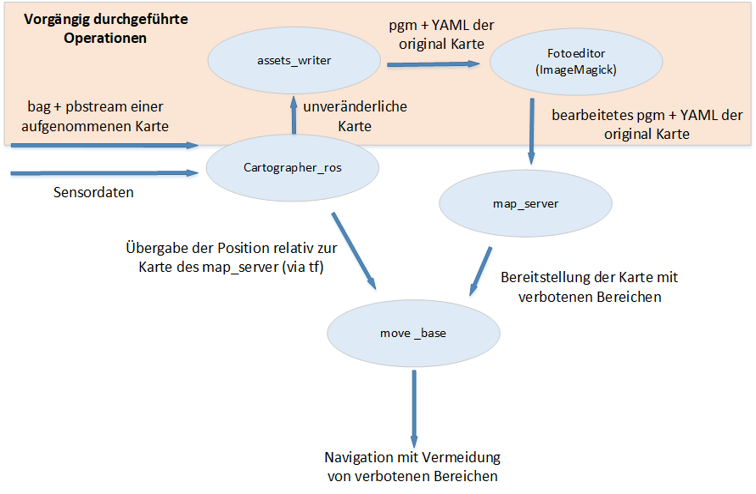 Vorgängig durchgeführte
Operationen
assets_writer
pgm + YAML der
original Karte
Fotoeditor
(ImageMagick)
bag + pbstream einer
aufgenommenen Karte
unveränderliche
Karte
bearbeitetes pgm + YAML der
original Karte
Cartographer_ros
Sensordaten
map_server
Übergabe der Position relativ zur
Karte des map_server (via tf)
Bereitstellung der Karte mit
verbotenen Bereichen
move _base
Navigation mit Vermeidung
von verbotenen Bereichen